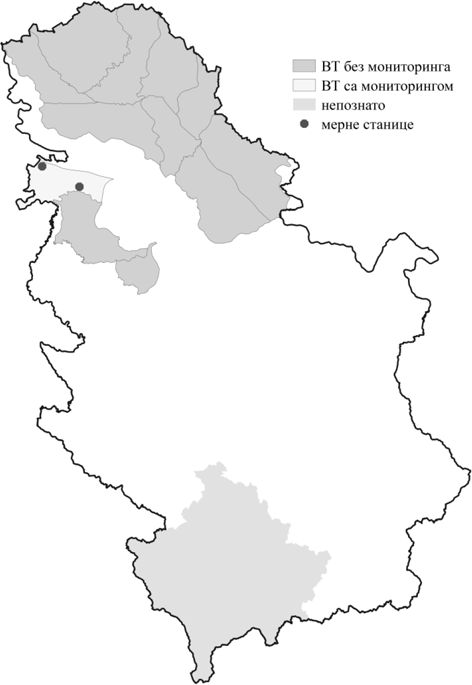 ВТ без мониторинга
ВТ са мониторингом
непознато
мерне станице